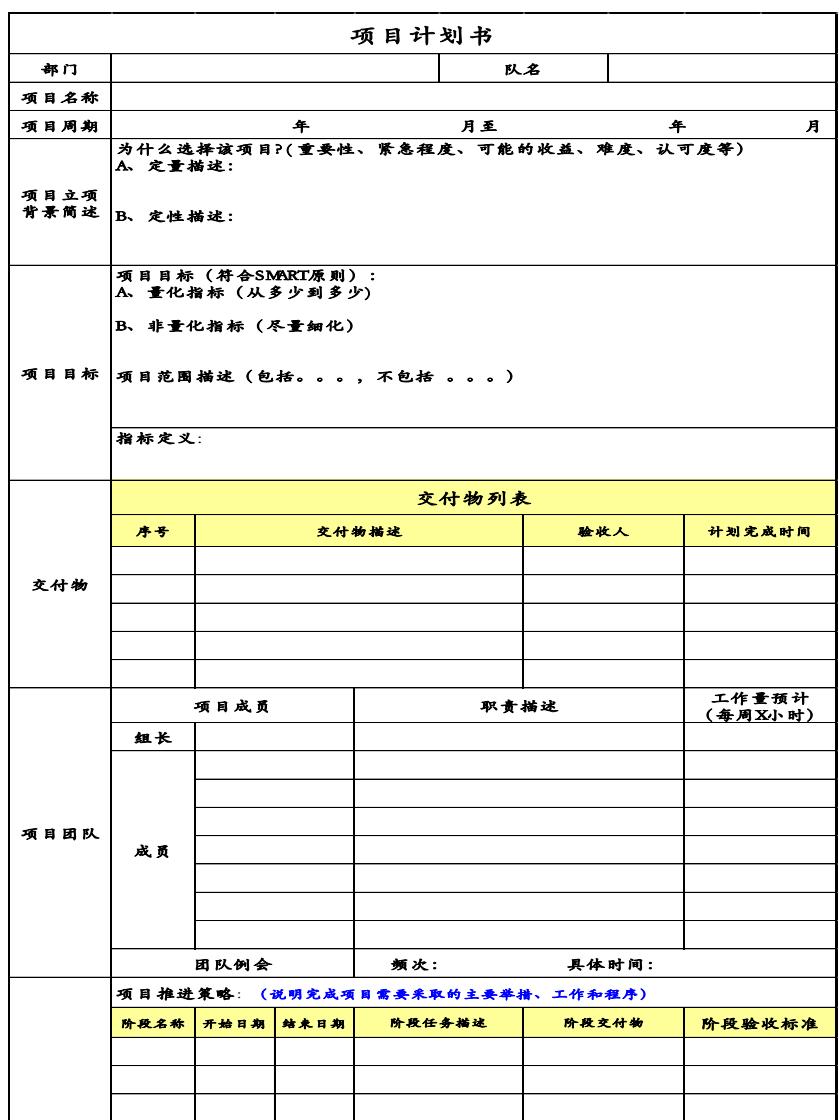 项目计划书
部门 队名
项目名称
项目周期 年 月至 年 月
项目立项
背景简述
为什么选择该项目?(重要性、紧急程度、可能的收益、难度、认可度等)
A、定量描述:
B、定性描述:
项目目标
项目目标(符合SMART原则):
A、量化指标(从多少到多少)
B、非量化指标(尽量细化)
项目范围描述(包括。。。,不包括 。。。)
指标定义:
交付物
交付物列表
序号 交付物描述 验收人 计划完成时间
项目团队
项目成员 职责描述 工作量预计
(每周X小时)
组长
成员
团队例会 频次: 具体时间:
项目推进策略:(说明完成项目需要采取的主要举措、工作和程序)
阶段名称 开始日期 结束日期 阶段任务描述 阶段交付物 阶段验收标准